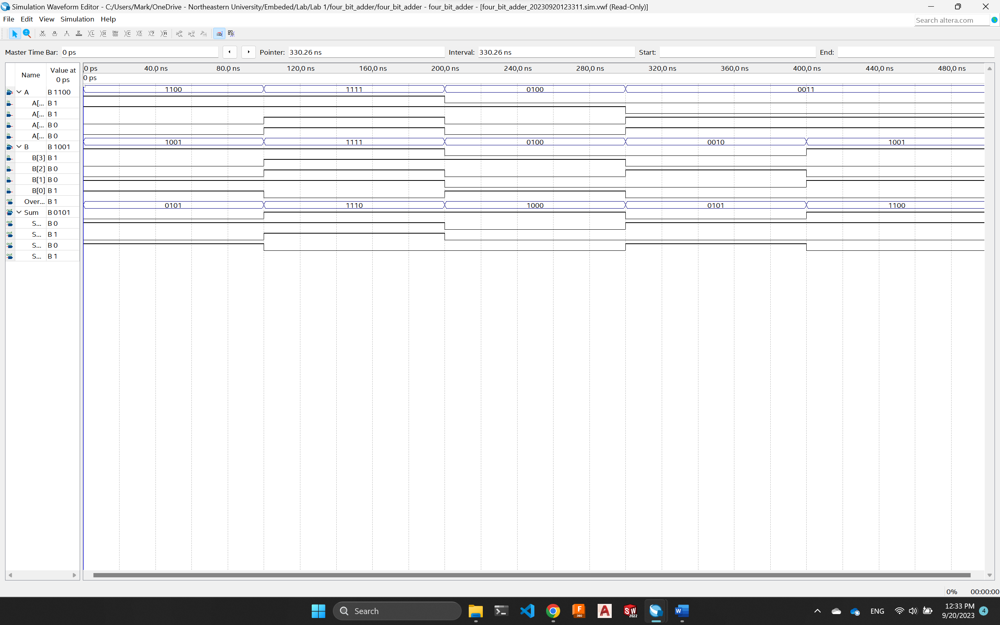 Simulation Waveform Editor - C:/Users/Mark/OneDrive - Northeastern University/Embeded/Lab/Lab 1/four_bit_adder/four_bit_adder - four_bit_adder - [four_bit_adder_20230920123311.sim.vwf (Read-Only)]
File Edit View Simulation Help
Search altera.com
Master Time Bar: 0 ps Pointer: 330.26 ns Interval: 330.26 ns Start: End:
Name Value at 0 ps
0 ps 40.0 ns 80.0 ns 120.0 ns 160.0 ns 200.0 ns 240.0 ns 280.0 ns 320.0 ns 360.0 ns 400.0 ns 440.0 ns 480.0 ns
0 ps
A B 1100 1100 1111 0100 0011
A[... B 1
A[... B 1
A[... B 0
A[... B 0
B B 1001 1001 1111 0100 0010 1001
B[3] B 1
B[2] B 0
B[1] B 0
B[0] B 1
Over... B 1
Sum B 0101 0101 1110 1000 0101 1100
S... B 0
S... B 1
S... B 0
S... B 1
0% 00:00:00
Search
ENG
12:33 PM
9/20/2023
4